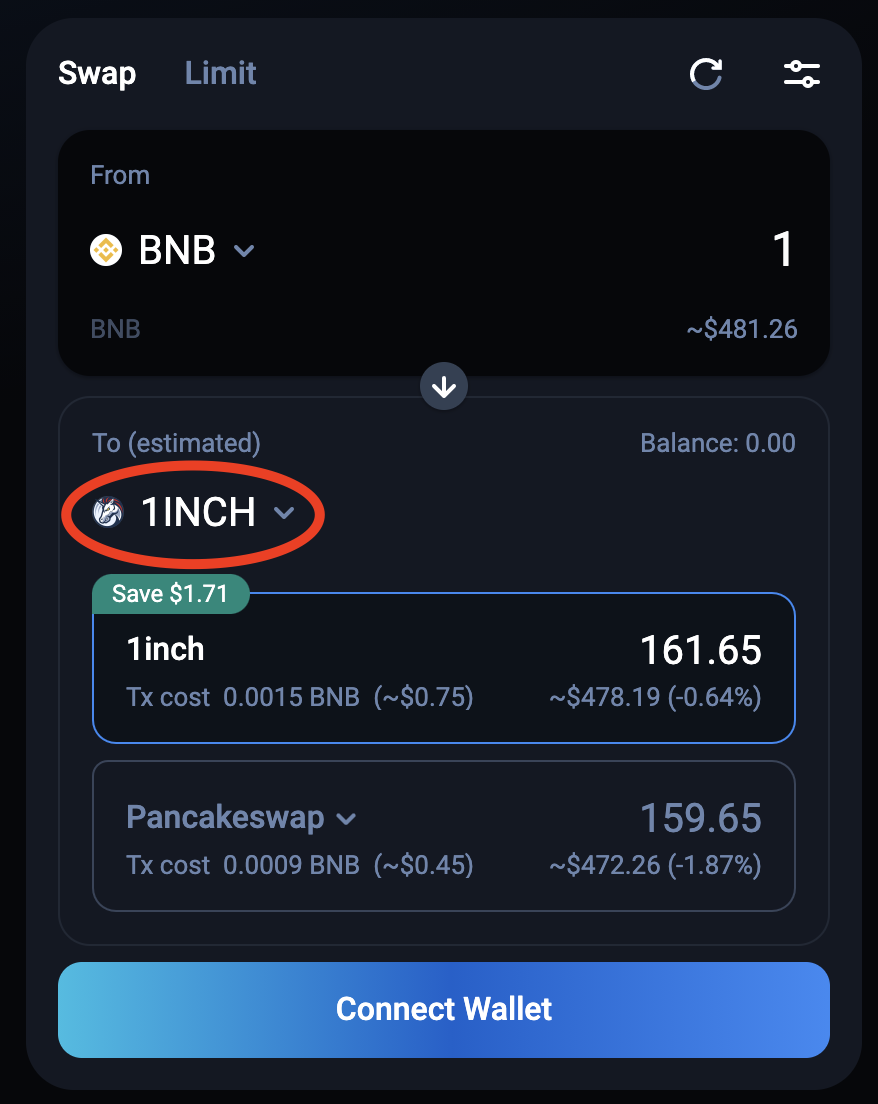 Swap Limit
From
BNB 1
BNB ~$481.26
To (estimated) Balance: 0.00
1INCH
Save $1.71
1inch 161.65
Tx cost 0.0015 BNB (~$0.75) ~$478.19 (-0.64%)
Pancakeswap 159.65
Tx cost 0.0009 BNB (~$0.45) ~$472.26 (-1.87%)
Connect Wallet